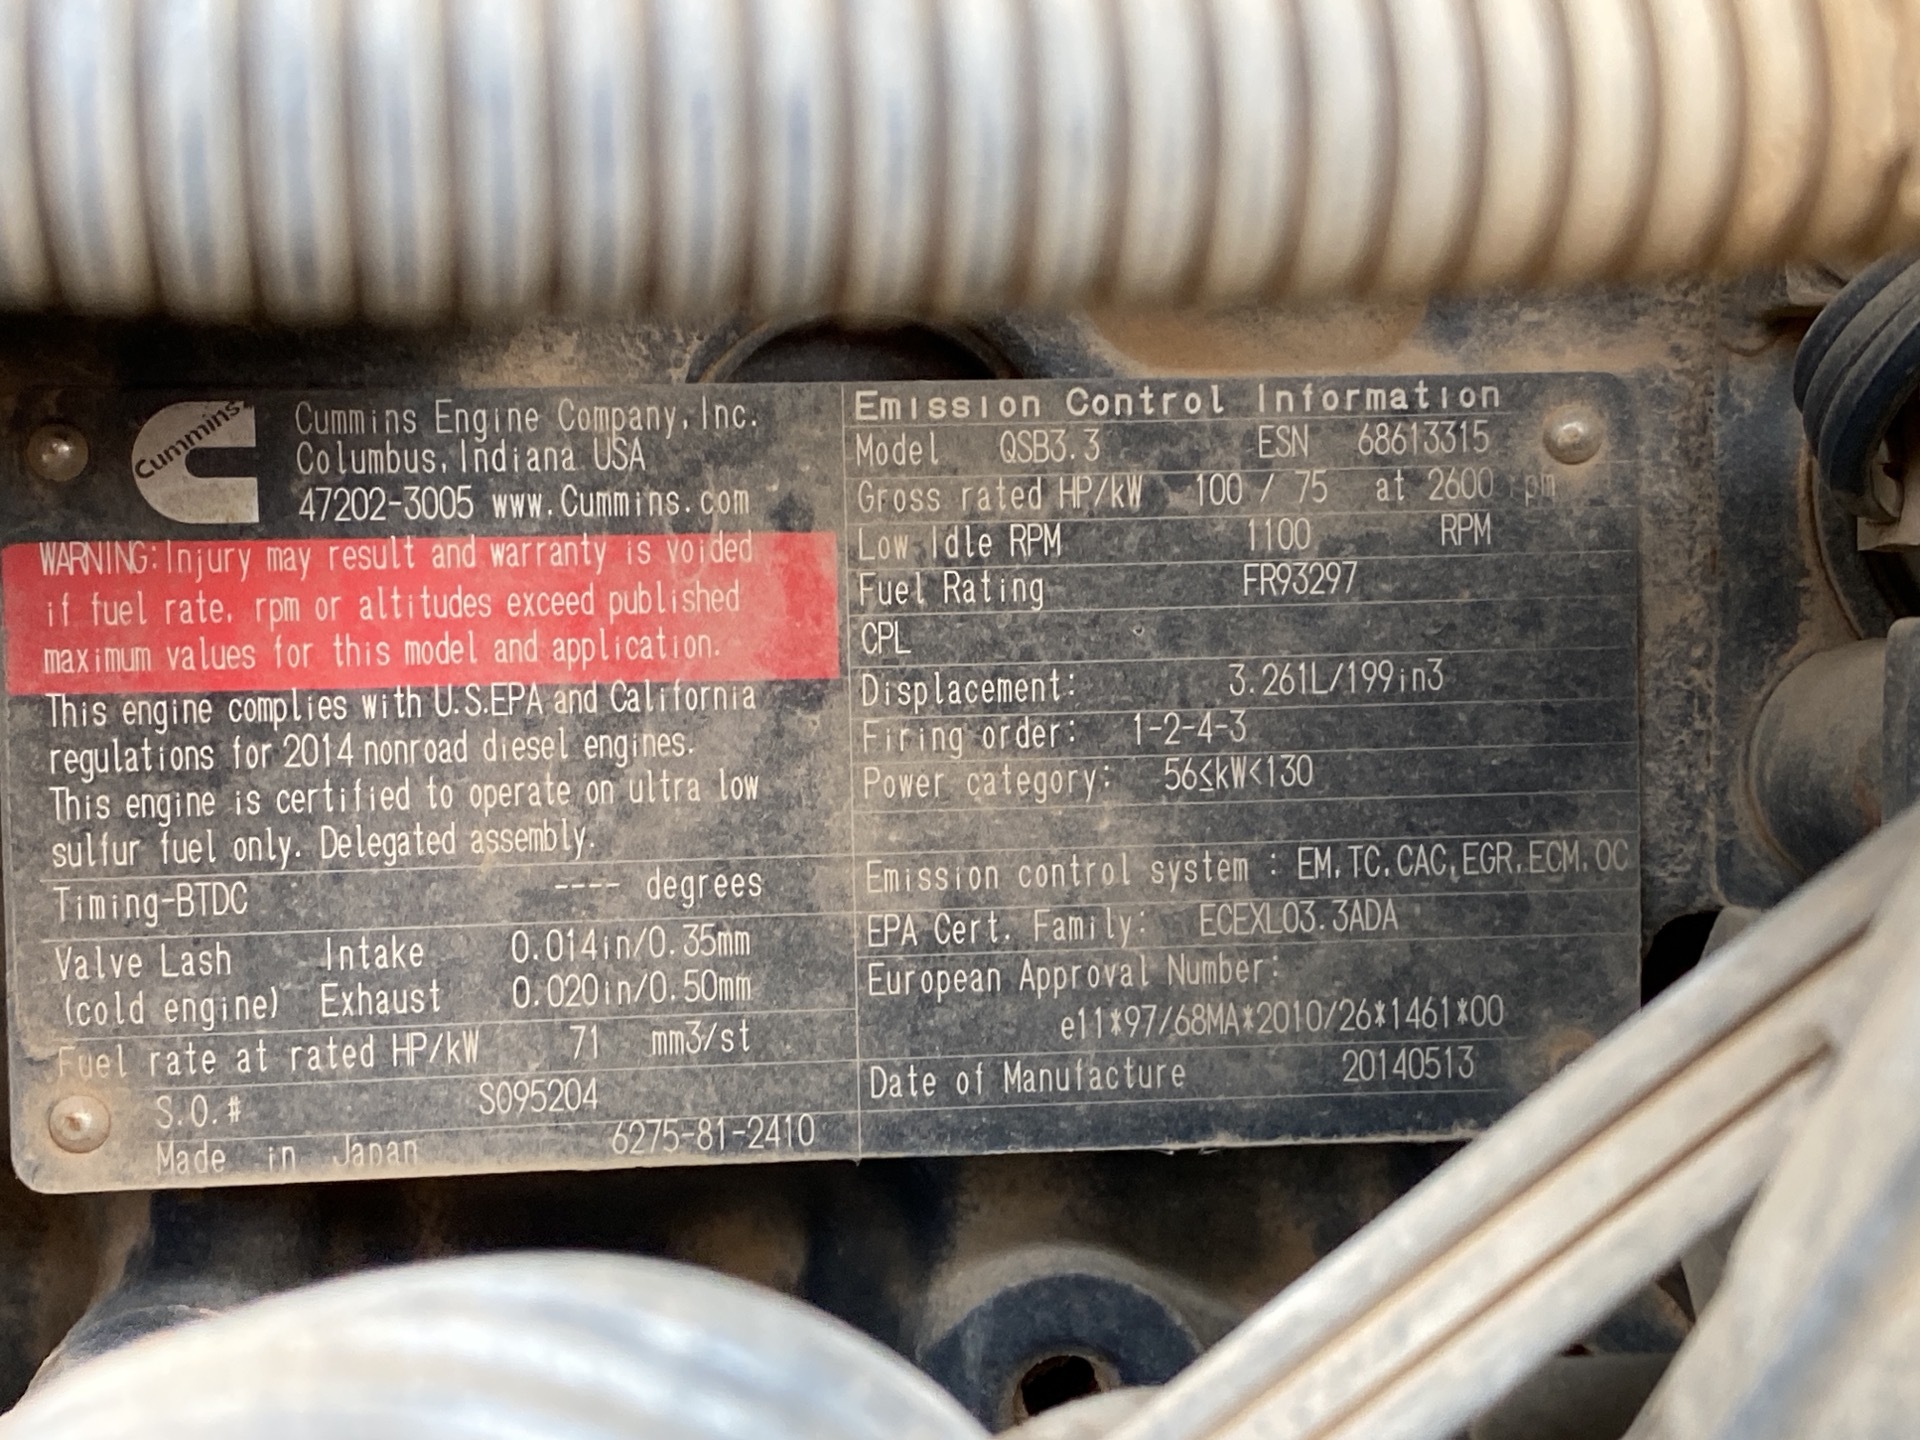 Cummins
Cummins Engine Company, Inc.
Columbus, Indiana USA
47202-3005 www.Cummins.com
WARNING: Injury may result and warranty is voided
if fuel rate, rpm or altitudes exceed published
maximum values for this model and application.
This engine complies with U.S.EPA and California
regulations for 2014 nonroad diesel engines.
This engine is certified to operate on ultra low
sulfur fuel only. Delegated assembly.
Timing-BTDC ---- degrees
Valve Lash Intake 0.014in/0.35mm
(cold engine) Exhaust 0.020in/0.50mm
Fuel rate at rated HP/kW 71 mm3/st
S.O.# SO95204
Made in Japan 6275-81-2410
Emission Control Information
Model QSB3.3 ESN 68613315
Gross rated HP/kW 100 / 75 at 2600 rpm
Low Idle RPM 1100 RPM
Fuel Rating FR93297
CPL
Displacement: 3.261L/199in3
Firing order: 1-2-4-3
Power category: 56≤kW<130
Emission control system : EM, TC, CAC, EGR, ECM, OC
EPA Cert. Family: ECEXL03.3ADA
European Approval Number:
e11*97/68MA*2010/26*1461*00
Date of Manufacture 20140513